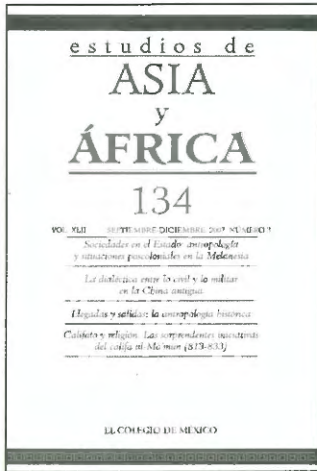 estudios de
ASIA
y
ÁFRICA
134
VOL. XLII SEPTIEMBRE-DICIEMBRE 2007 NÚMERO 3
Sociedades en el Estado: antropología
y situaciones poscoloniales en la Melanesia
La dialéctica entre lo civil y lo militar
en la China antigua
Llegadas y salidas: la antropología histórica
Califato y religión. Las sorprendentes iniciativas
del califa al-Ma'mun (813-833)
EL COLEGIO DE MÉXICO